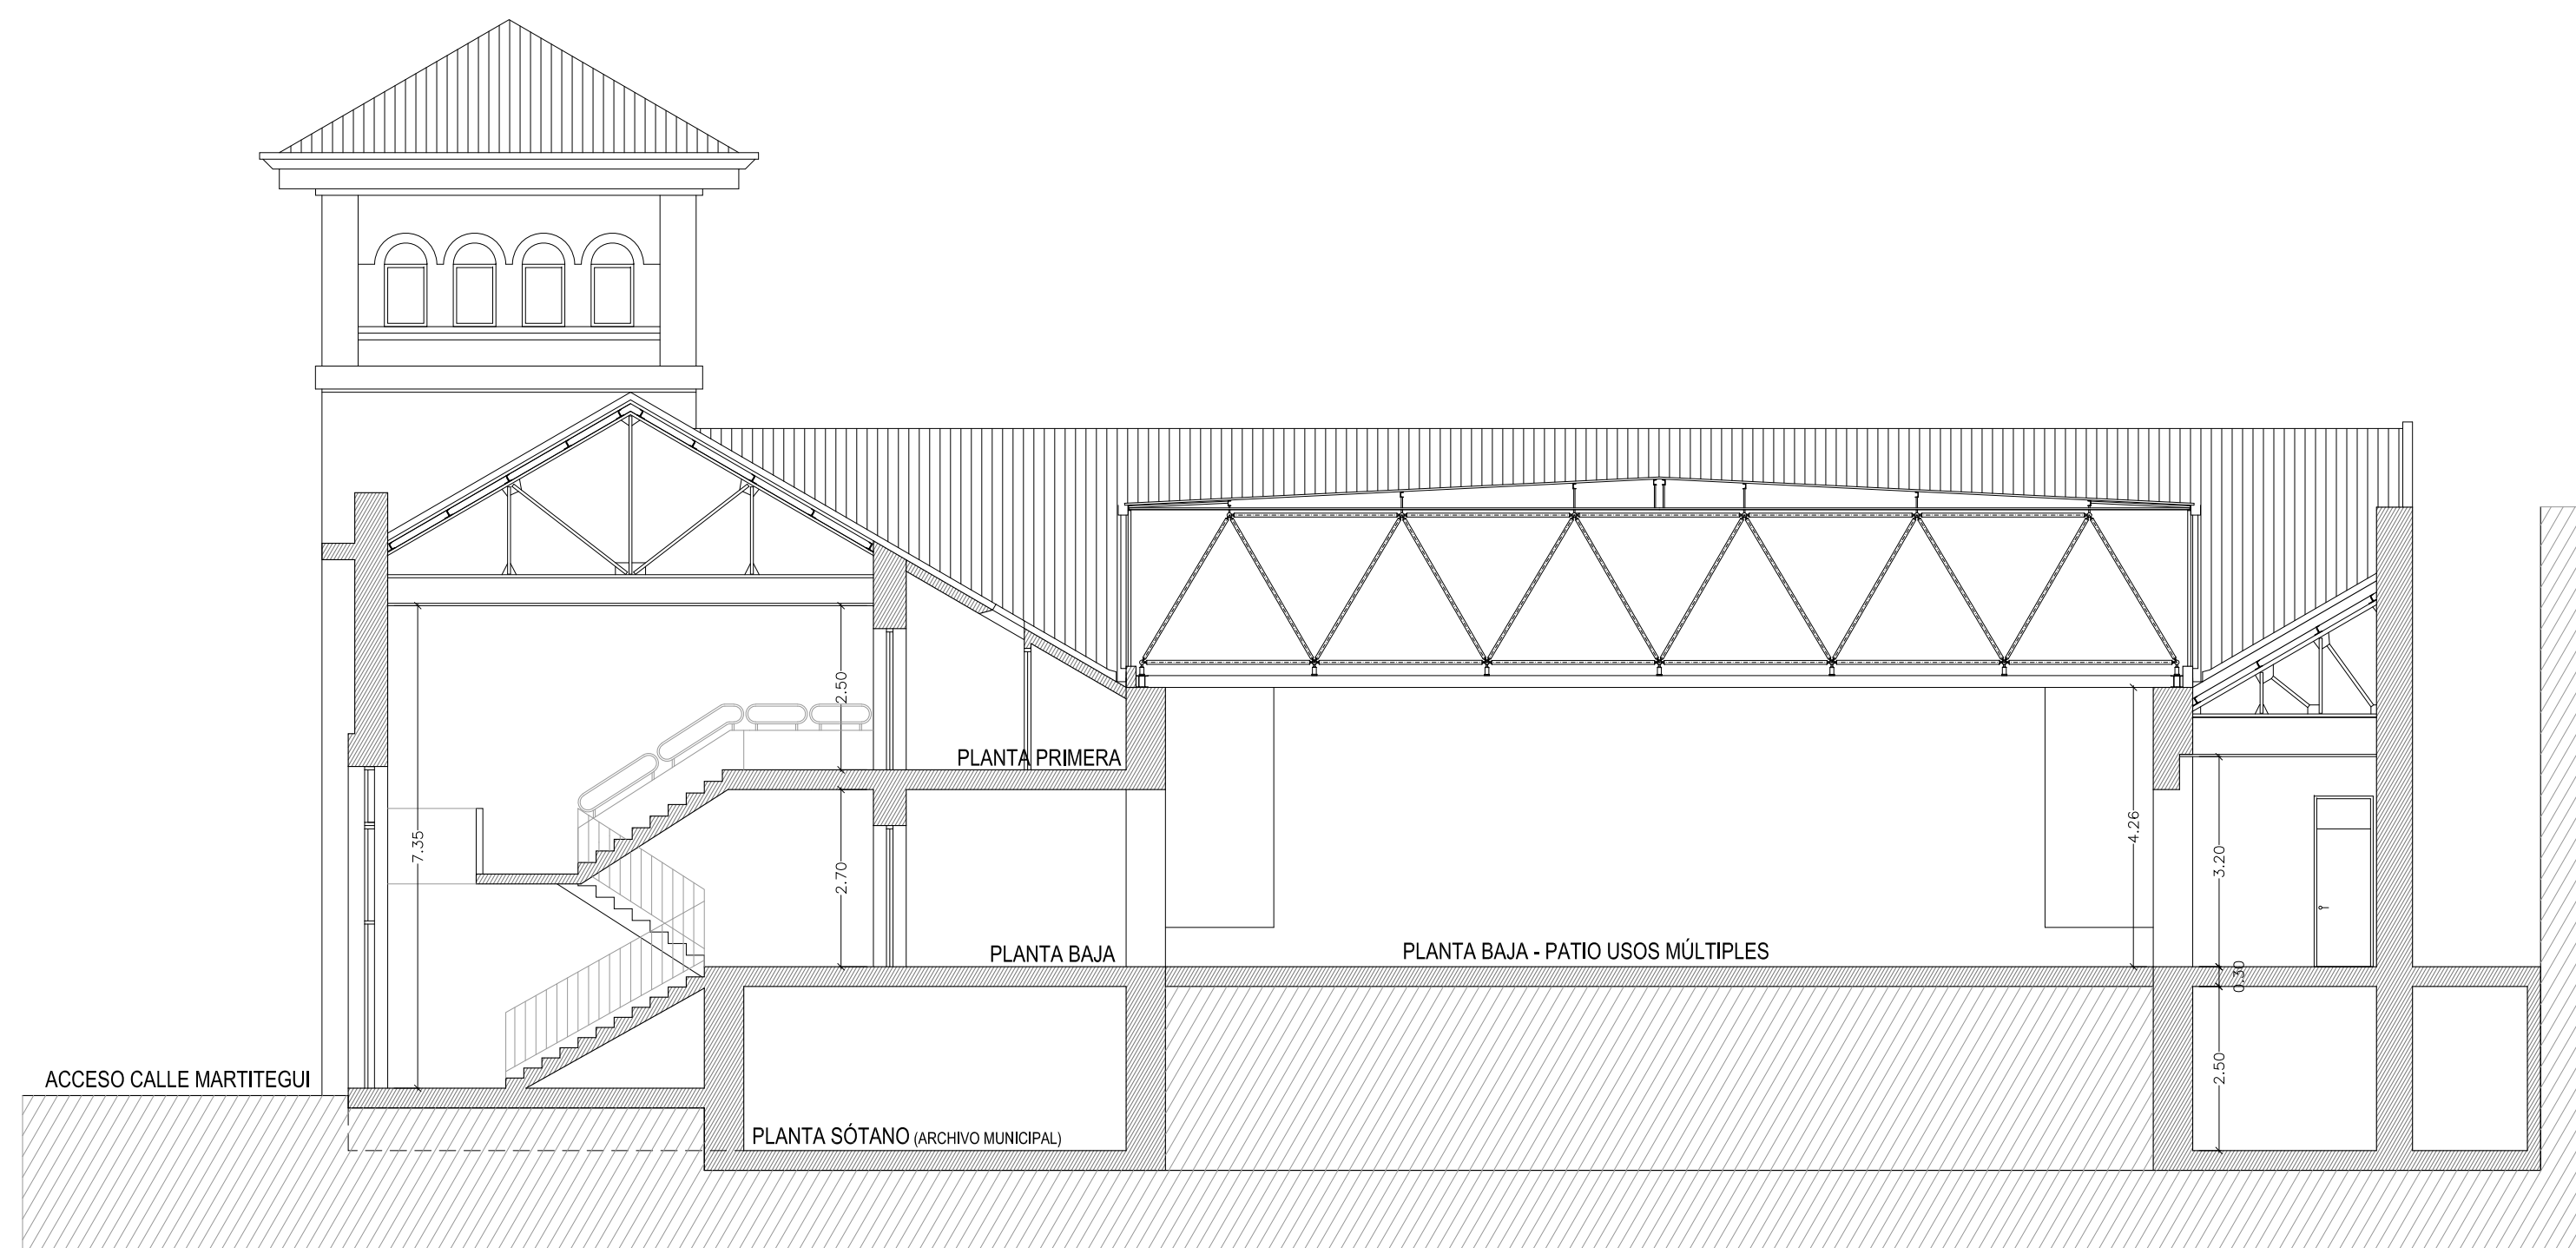 2.50
PLANTA PRIMERA
7.35
2.70
4.26
3.20
PLANTA BAJA
PLANTA BAJA - PATIO USOS MÚLTIPLES
0.30
2.50
ACCESO CALLE MARTITEGUI
PLANTA SÓTANO (ARCHIVO MUNICIPAL)